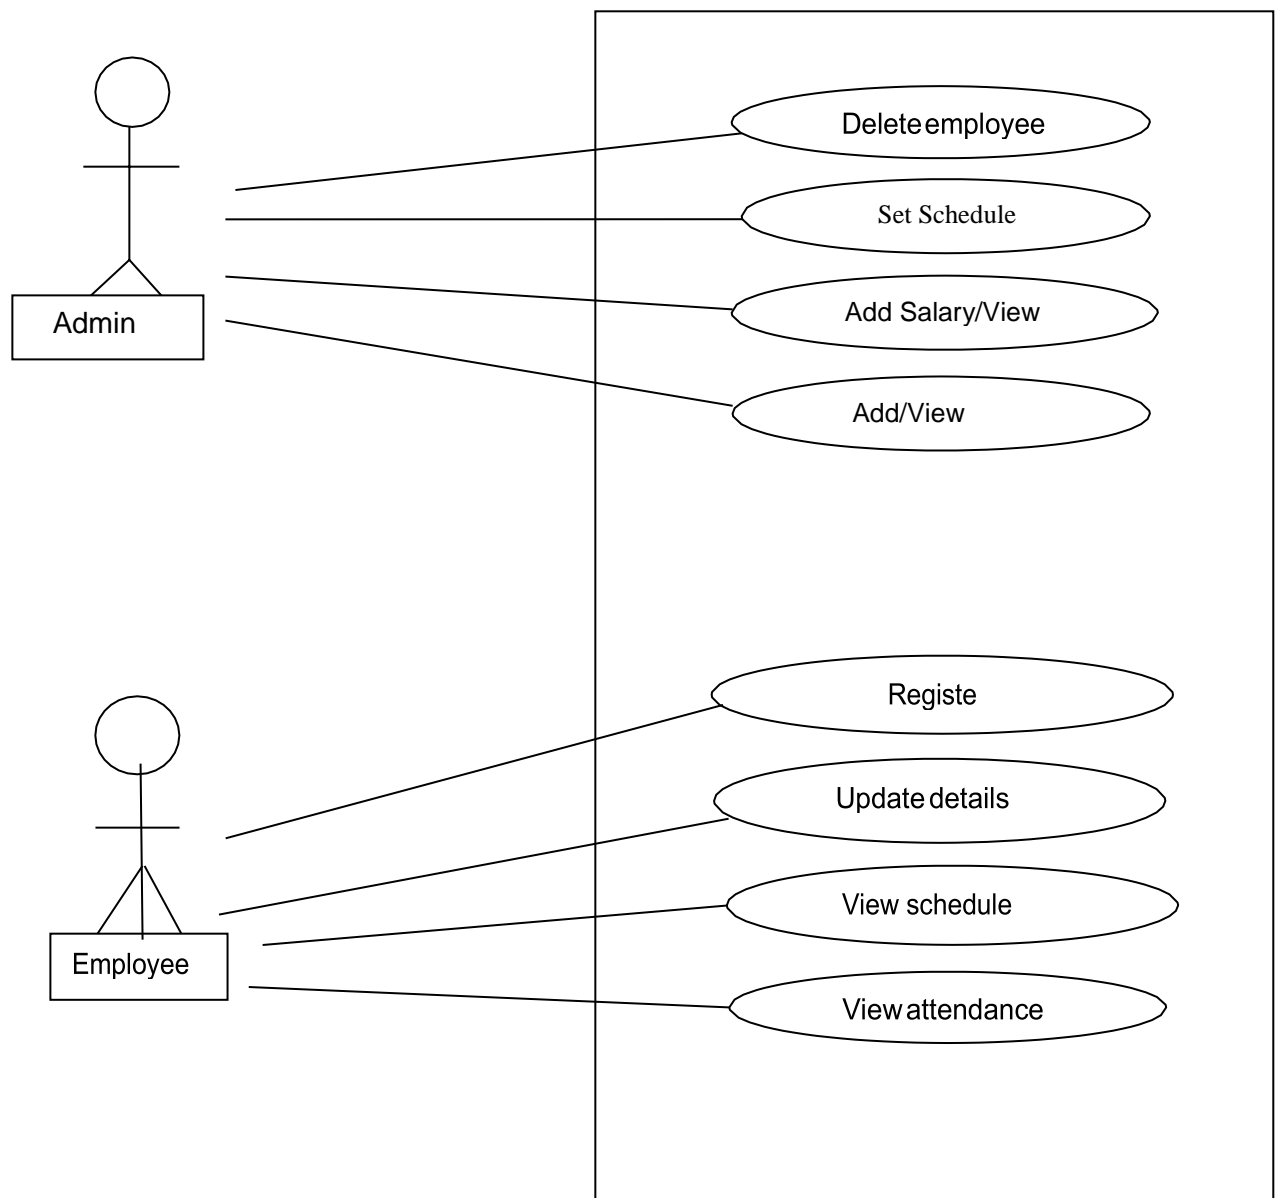 Delete employee
Set Schedule
Add Salary/View
Admin
Add/View
Registe
Update details
View schedule
Employee
View attendance